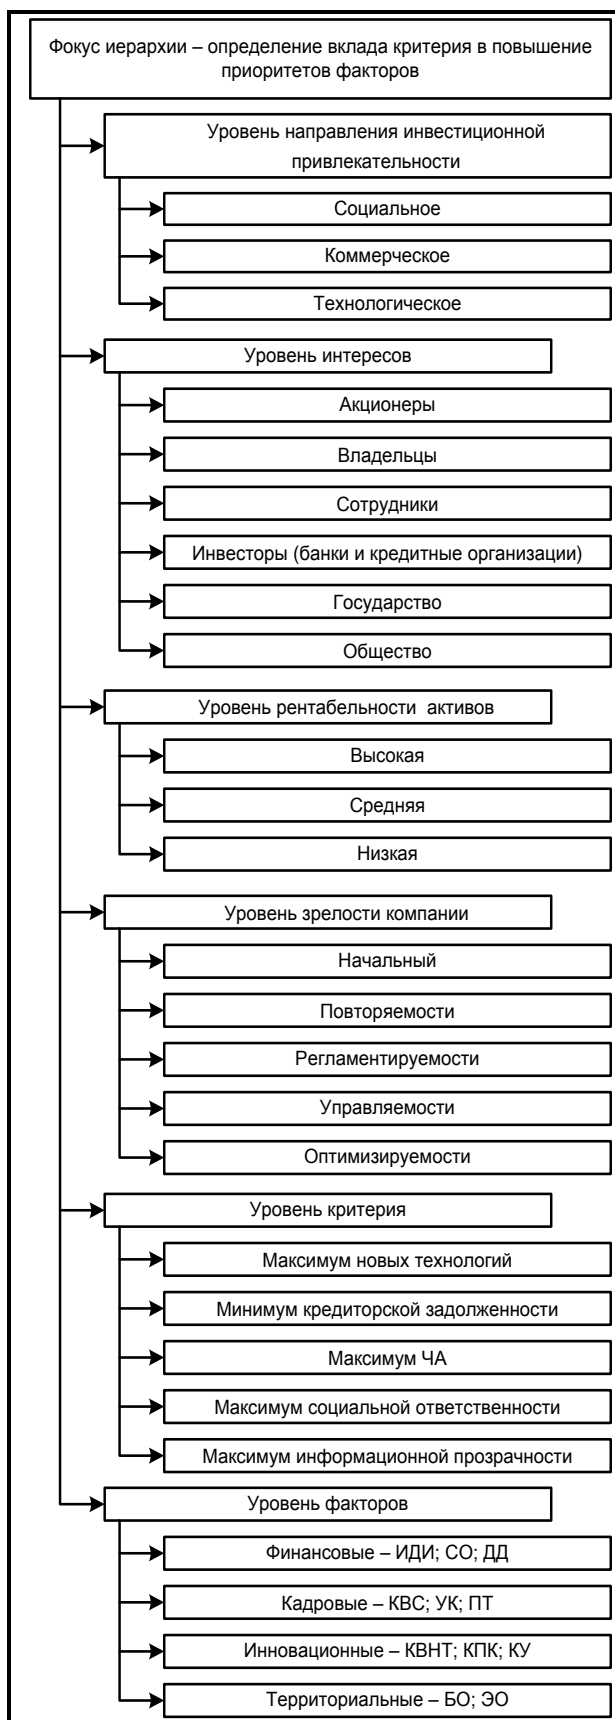 Фокус иерархии – определение вклада критерия в повышение
приоритетов факторов
Уровень направления инвестиционной
привлекательности
Социальное
Коммерческое
Технологическое
Уровень интересов
Акционеры
Владельцы
Сотрудники
Инвесторы (банки и кредитные организации)
Государство
Общество
Уровень рентабельности активов
Высокая
Средняя
Низкая
Уровень зрелости компании
Начальный
Повторяемости
Регламентируемости
Управляемости
Оптимизируемости
Уровень критерия
Максимум новых технологий
Минимум кредиторской задолженности
Максимум ЧА
Максимум социальной ответственности
Максимум информационной прозрачности
Уровень факторов
Финансовые – ИДИ; СО; ДД
Кадровые – КВС; УК; ПТ
Инновационные – КВНТ; КПК; КУ
Территориальные – БО; ЭО